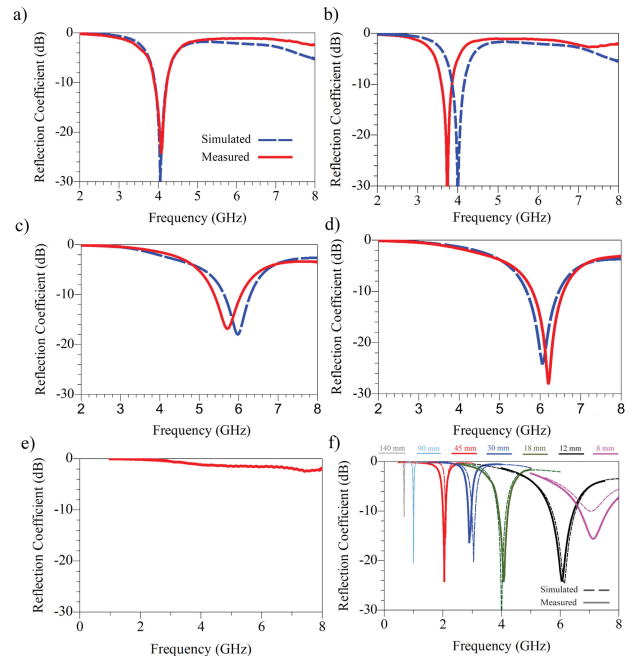 a)
Reflection Coefficient (dB)
0
-10
-20
-30
Simulated
Measured
2 3 4 5 6 7 8
Frequency (GHz)
b)
Reflection Coefficient (dB)
0
-10
-20
-30
2 3 4 5 6 7 8
Frequency (GHz)
c)
Reflection Coefficient (dB)
0
-10
-20
-30
2 3 4 5 6 7 8
Frequency (GHz)
d)
Reflection Coefficient (dB)
0
-10
-20
-30
2 3 4 5 6 7 8
Frequency (GHz)
e)
Reflection Coefficient (dB)
0
-10
-20
-30
0 2 4 6 8
Frequency (GHz)
f)
140 mm 90 mm 45 mm 30 mm 18 mm 12 mm 8 mm
Reflection Coefficient (dB)
0
-10
-20
-30
Simulated
Measured
0 2 4 6 8
Frequency (GHz)